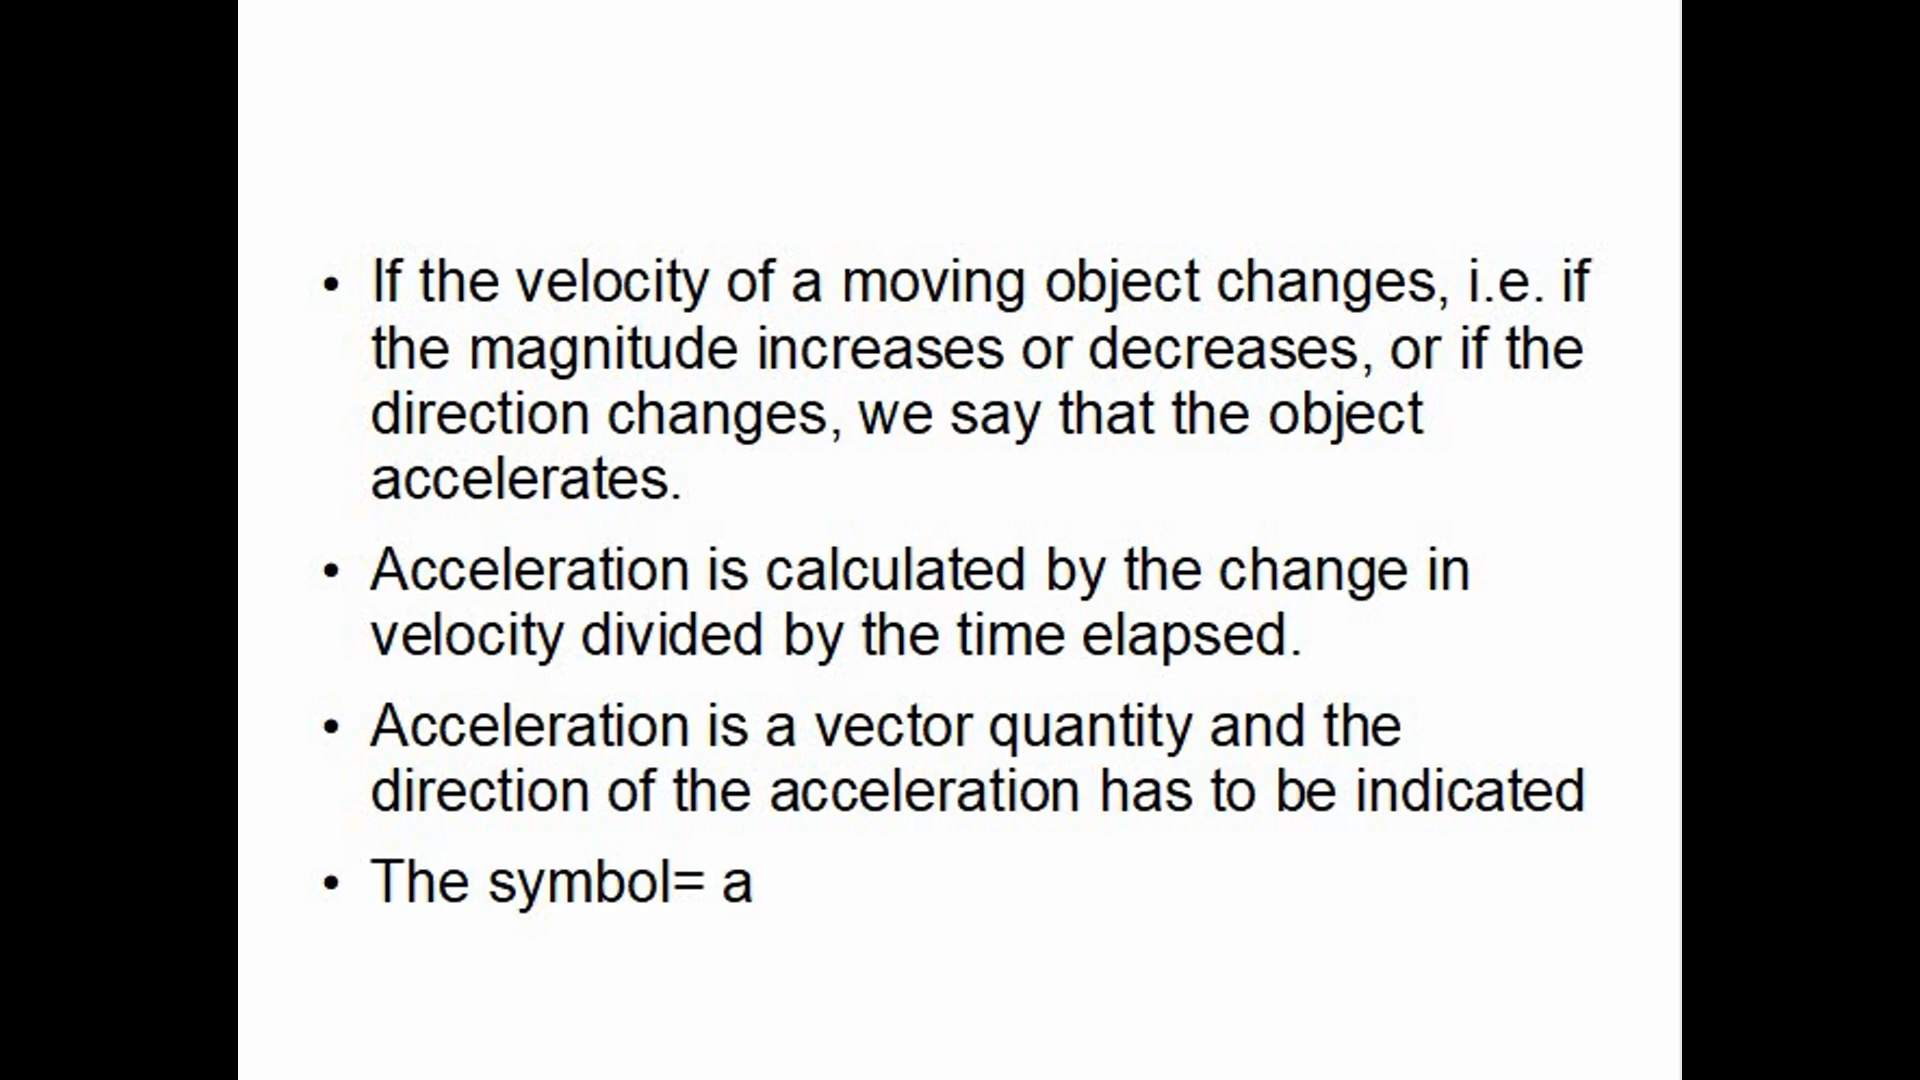 • If the velocity of a moving object changes, i.e. if
the magnitude increases or decreases, or if the
direction changes, we say that the object
accelerates.
• Acceleration is calculated by the change in
velocity divided by the time elapsed.
• Acceleration is a vector quantity and the
direction of the acceleration has to be indicated
• The symbol= a